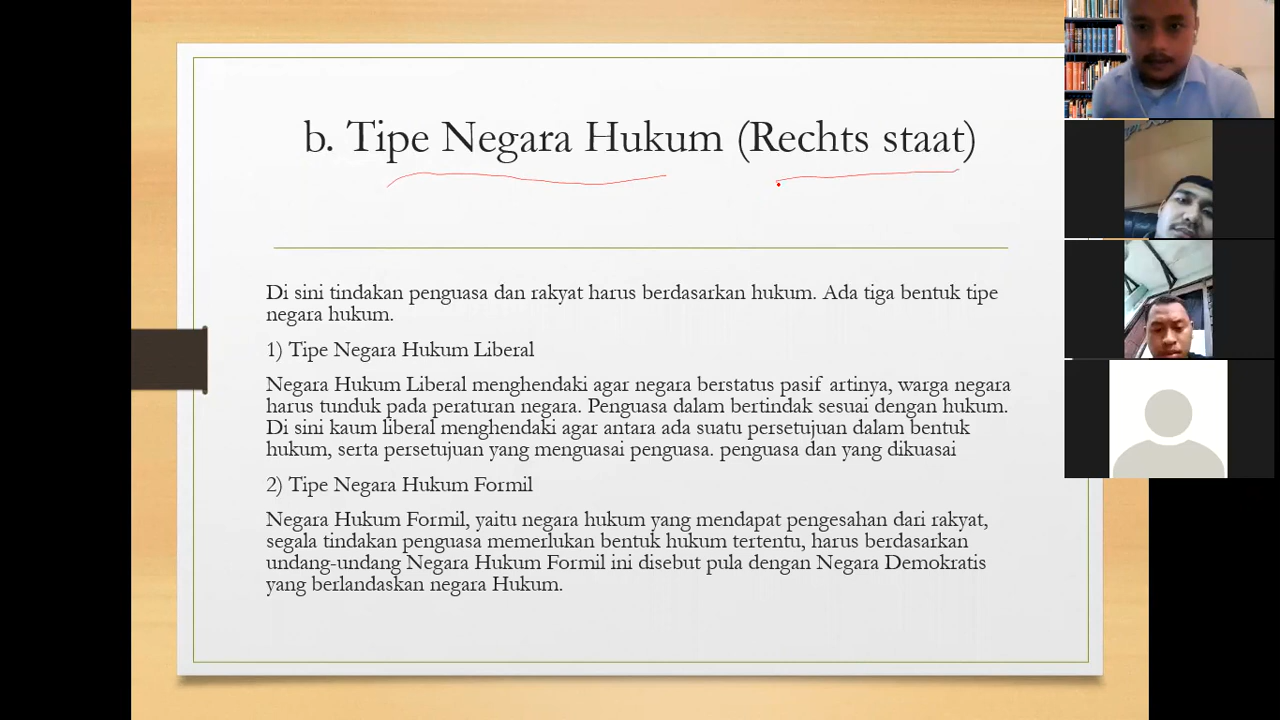 b. Tipe Negara Hukum (Rechts staat)
Di sini tindakan penguasa dan rakyat harus berdasarkan hukum. Ada tiga bentuk tipe
negara hukum.
1) Tipe Negara Hukum Liberal
Negara Hukum Liberal menghendaki agar negara berstatus pasif artinya, warga negara
harus tunduk pada peraturan negara. Penguasa dalam bertindak sesuai dengan hukum.
Di sini kaum liberal menghendaki agar antara ada suatu persetujuan dalam bentuk
hukum, serta persetujuan yang menguasai penguasa. penguasa dan yang dikuasai
2) Tipe Negara Hukum Formil
Negara Hukum Formil, yaitu negara hukum yang mendapat pengesahan dari rakyat,
segala tindakan penguasa memerlukan bentuk hukum tertentu, harus berdasarkan
undang-undang Negara Hukum Formil ini disebut pula dengan Negara Demokratis
yang berlandaskan negara Hukum.